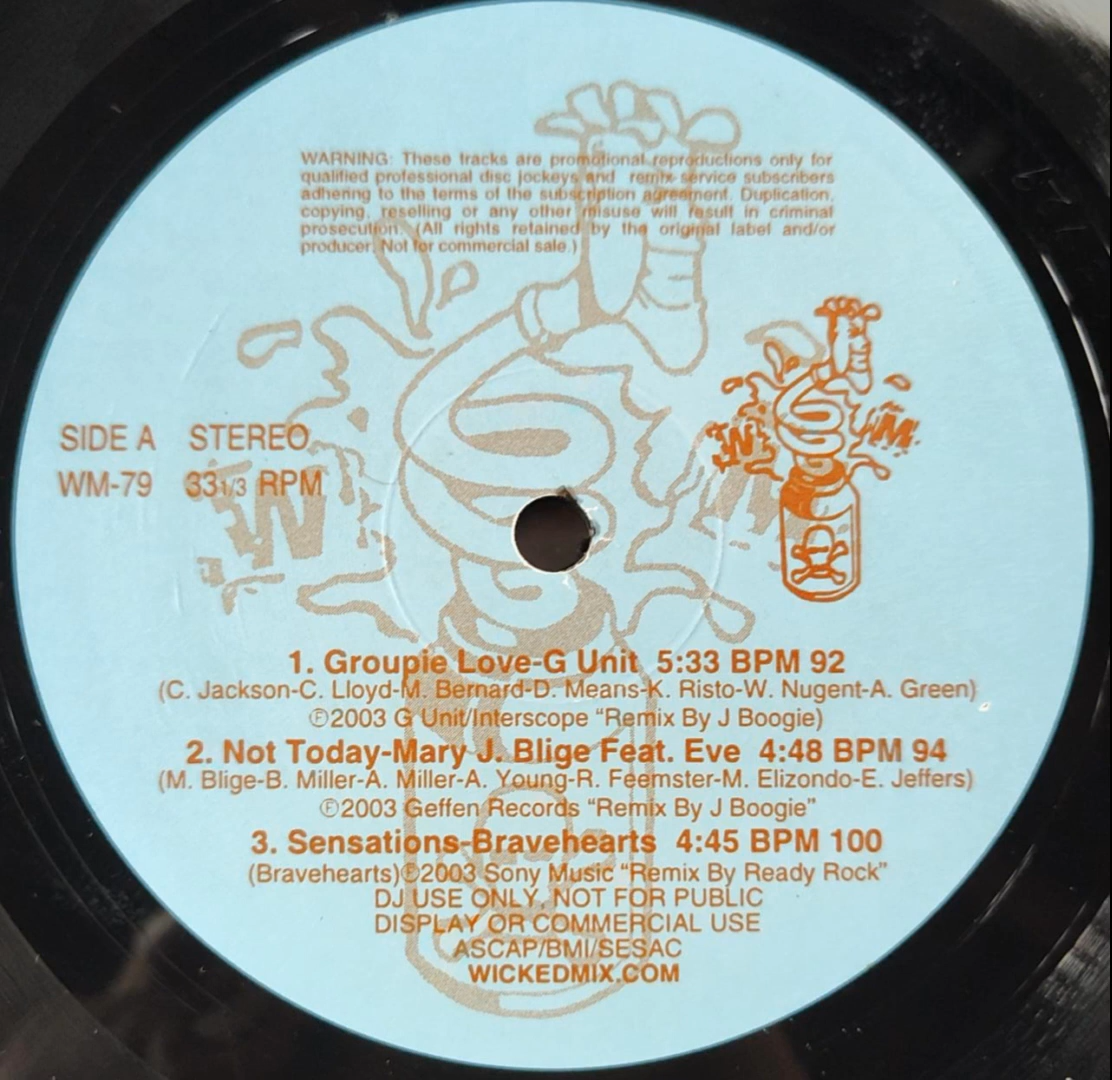 WARNING: These tracks are promotional reproductions only for
qualified professional disc jockeys and remix service subscribers
adhering to the terms of the subscription agreement. Duplication,
copying, reselling or any other misuse will result in criminal
prosecution. (All rights retained by the original label and/or
producer. Not for commercial sale.)
SIDE A STEREO
WM-79 33 1/3 RPM
W M
W M
1. Groupie Love-G Unit 5:33 BPM 92
(C. Jackson-C. Lloyd-M. Bernard-D. Means-K. Risto-W. Nugent-A. Green)
Ⓟ2003 G Unit/Interscope “Remix By J Boogie)
2. Not Today-Mary J. Blige Feat. Eve 4:48 BPM 94
(M. Blige-B. Miller-A. Miller-A. Young-R. Feemster-M. Elizondo-E. Jeffers)
Ⓟ2003 Geffen Records “Remix By J Boogie”
3. Sensations-Bravehearts 4:45 BPM 100
(Bravehearts)Ⓟ2003 Sony Music “Remix By Ready Rock”
DJ USE ONLY, NOT FOR PUBLIC
DISPLAY OR COMMERCIAL USE
ASCAP/BMI/SESAC
WICKEDMIX.COM